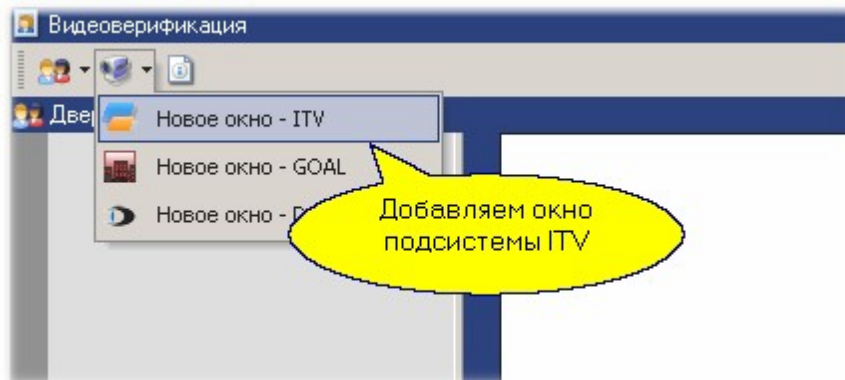 Видеоверификация
Новое окно - ITV
Новое окно - GOAL
Новое окно -
Добавляем окно
подсистемы ITV